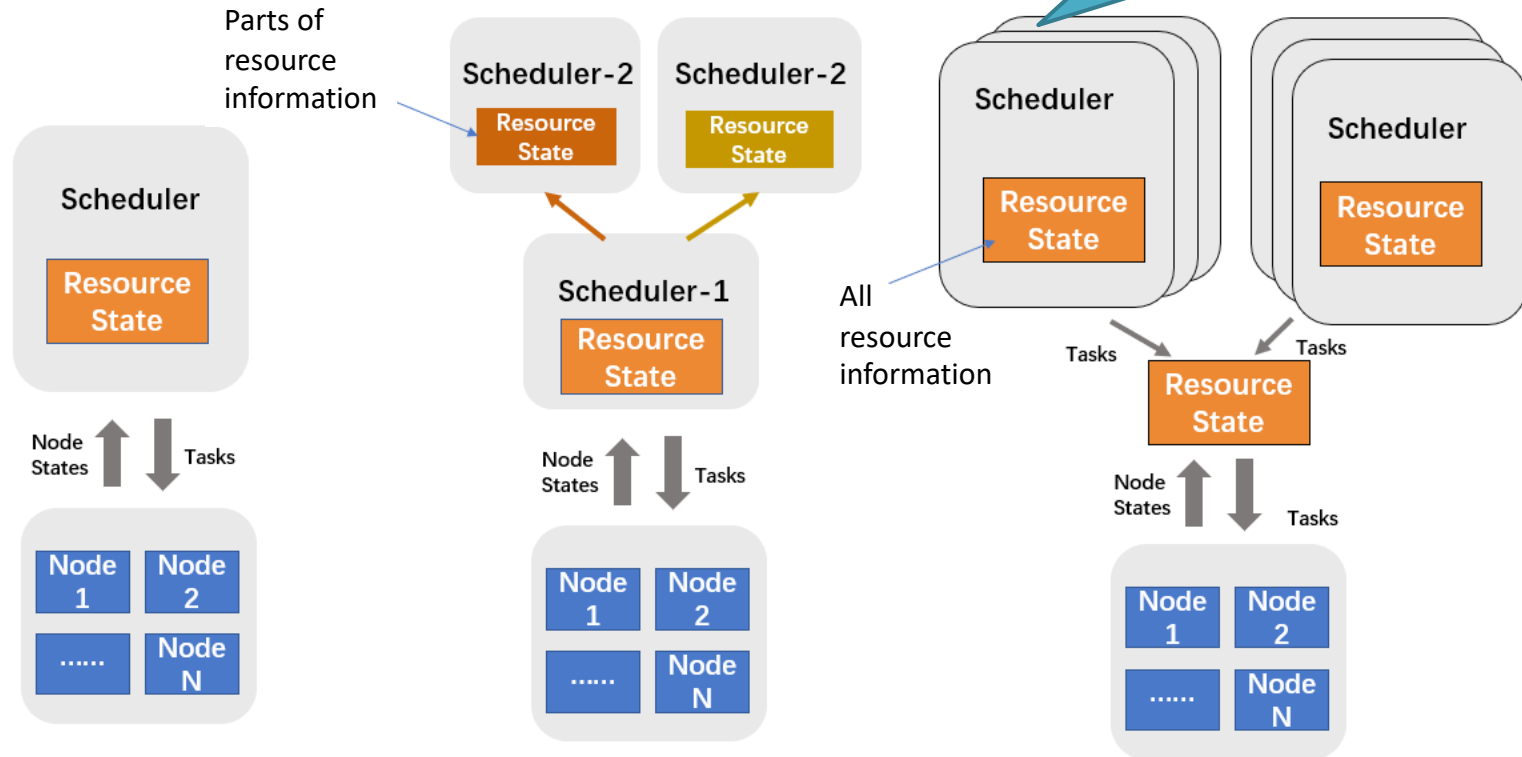 Scheduler
Resource
State
Node
States
Tasks
Node
1
Node
2
......
Node
N
Parts of
resource
information
Scheduler-2
Resource
State
Scheduler-2
Resource
State
Scheduler-1
Resource
State
Node
States
Tasks
Node
1
Node
2
......
Node
N
Scheduler
Resource
State
Scheduler
Resource
State
All
resource
information
Tasks
Tasks
Resource
State
Node
States
Tasks
Node
1
Node
2
......
Node
N